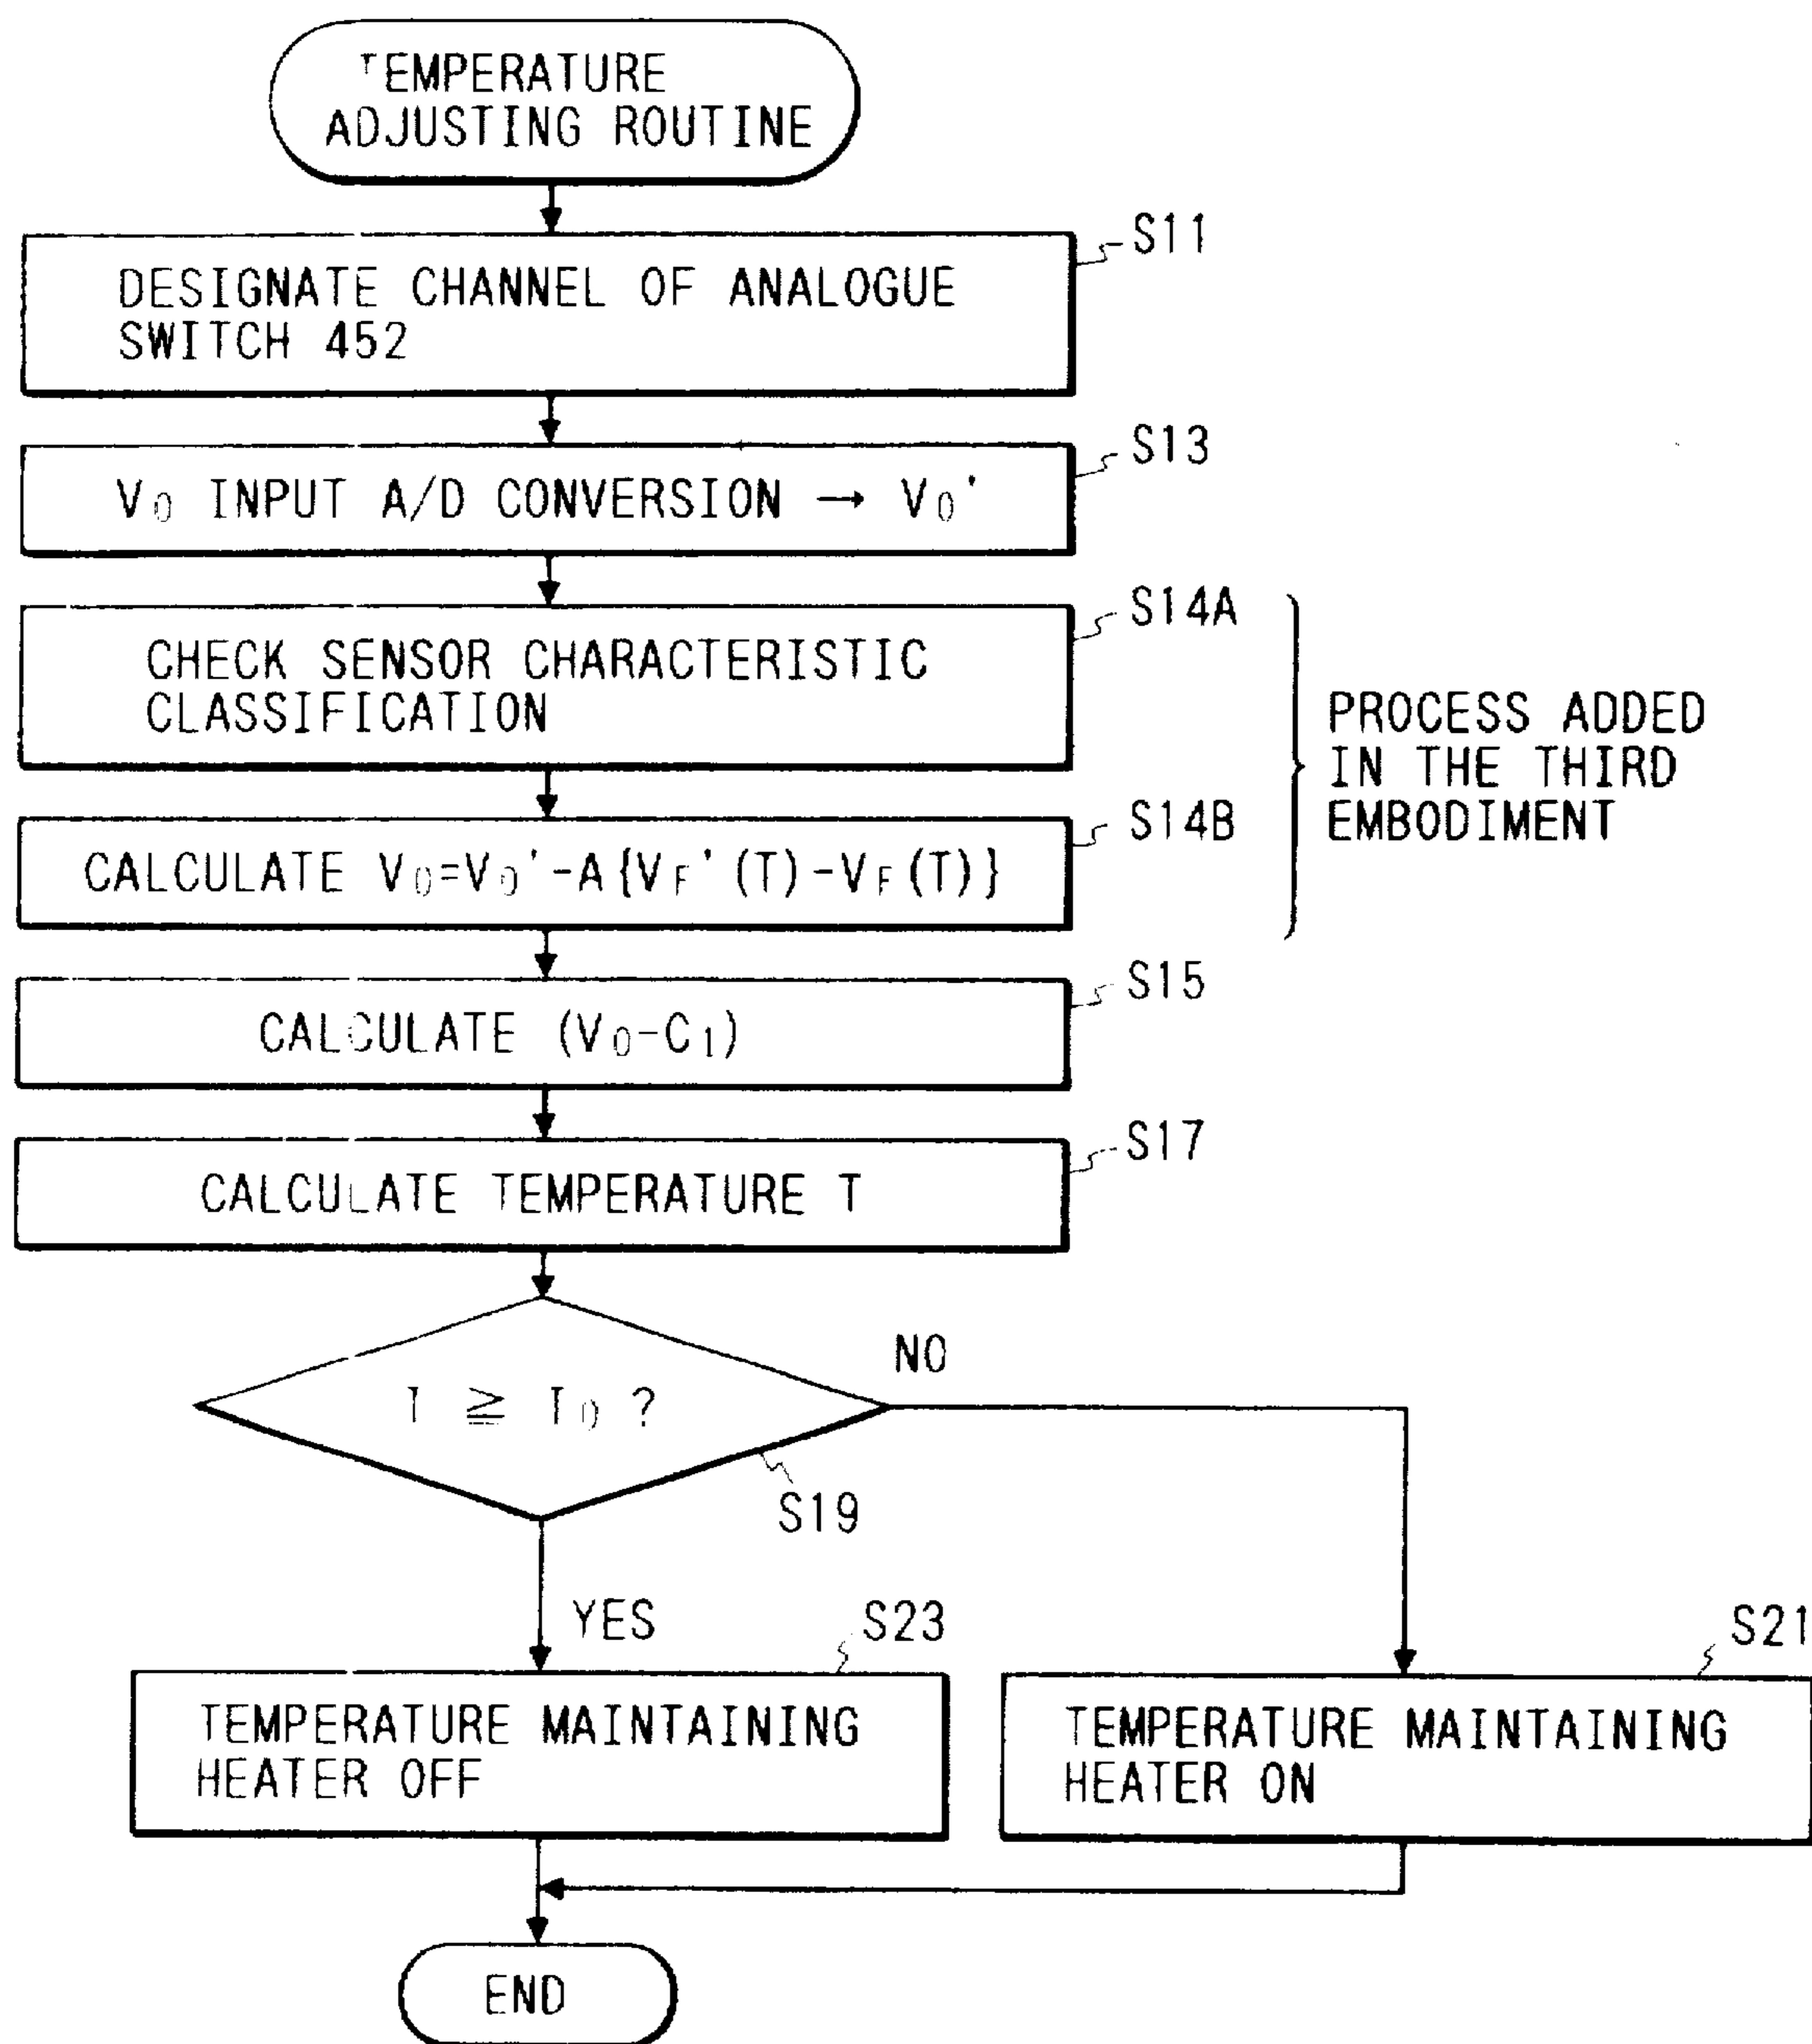 TEMPERATURE
ADJUSTING ROUTINE
S11
DESIGNATE CHANNEL OF ANALOGUE
SWITCH 452
S13
V₀ INPUT A/D CONVERSION → V₀'
S14A
CHECK SENSOR CHARACTERISTIC
CLASSIFICATION
PROCESS ADDED
IN THE THIRD
EMBODIMENT
S14B
CALCULATE V₀=V₀'-A{V_F'(T)-V_F(T)}
S15
CALCULATE (V₀-C₁)
S17
CALCULATE TEMPERATURE T
T ≧ T₀ ?
NO
S19
YES
S23
TEMPERATURE MAINTAINING
HEATER OFF
S21
TEMPERATURE MAINTAINING
HEATER ON
END